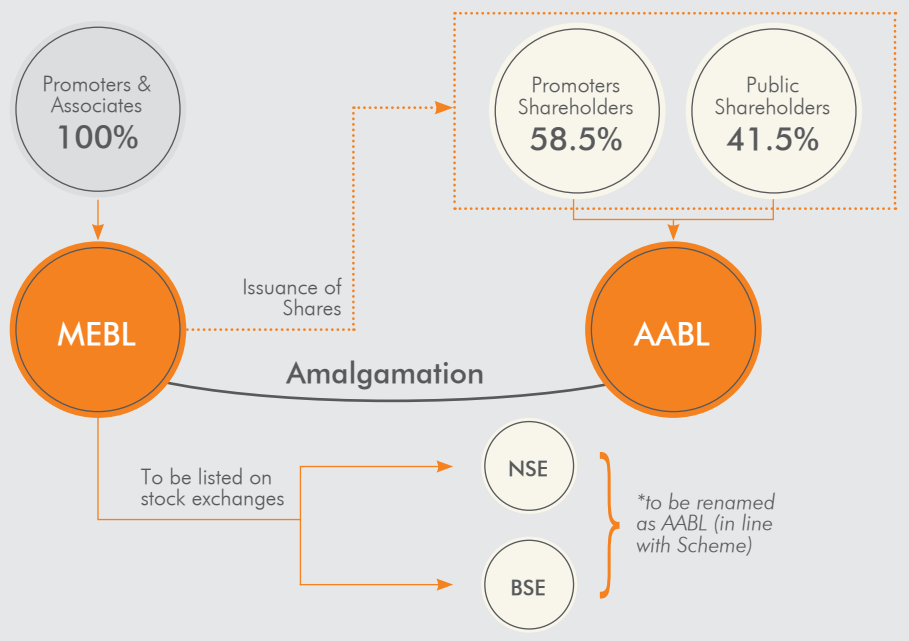 Promoters &
Associates
100%
Promoters
Shareholders
58.5%
Public
Shareholders
41.5%
Issuance of
Shares
MEBL
AABL
Amalgamation
To be listed on
stock exchanges
NSE
BSE
*to be renamed
as AABL (in line
with Scheme)